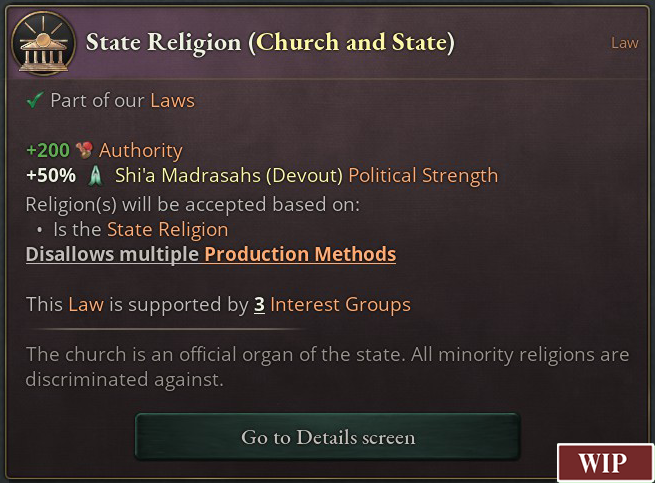 State Religion (Church and State)
Law
Part of our Laws
+200 Authority
+50% Shi'a Madrasahs (Devout) Political Strength
Religion(s) will be accepted based on:
• Is the State Religion
Disallows multiple Production Methods
This Law is supported by 3 Interest Groups
The church is an official organ of the state. All minority religions are
discriminated against.
Go to Details screen
WIP